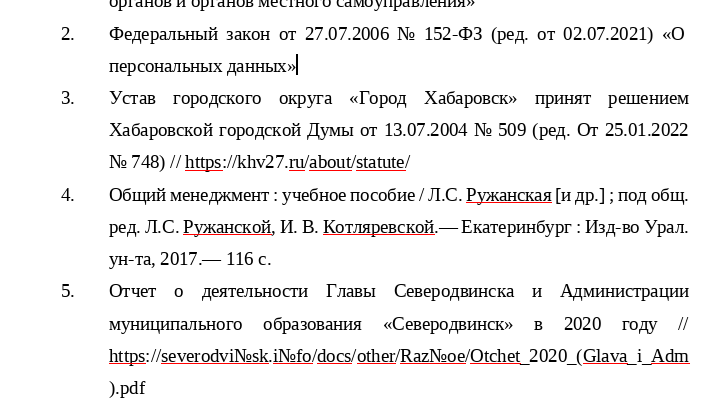 органов и органов местного самоуправления»
2. Федеральный закон от 27.07.2006 № 152-ФЗ (ред. от 02.07.2021) «О
персональных данных»
3. Устав городского округа «Город Хабаровск» принят решением
Хабаровской городской Думы от 13.07.2004 № 509 (ред. От 25.01.2022
№ 748) // https://khv27.ru/about/statute/
4. Общий менеджмент : учебное пособие / Л.С. Ружанская [и др.] ; под общ.
ред. Л.С. Ружанской, И. В. Котляревской.— Екатеринбург : Изд-во Урал.
ун-та, 2017.— 116 с.
5. Отчет о деятельности Главы Северодвинска и Администрации
муниципального образования «Северодвинск» в 2020 году //
https://severodvi№sk.i№fo/docs/other/Raz№oe/Otchet_2020_(Glava_i_Adm
).pdf